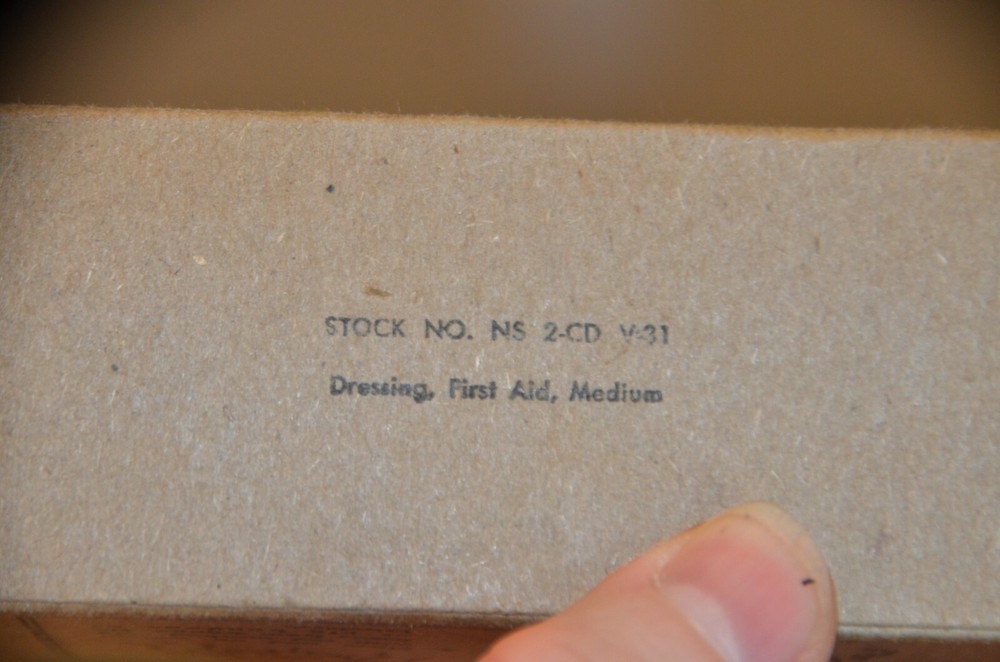 STOCK NO. NS 2-CD V-31
Dressing, First Aid, Medium